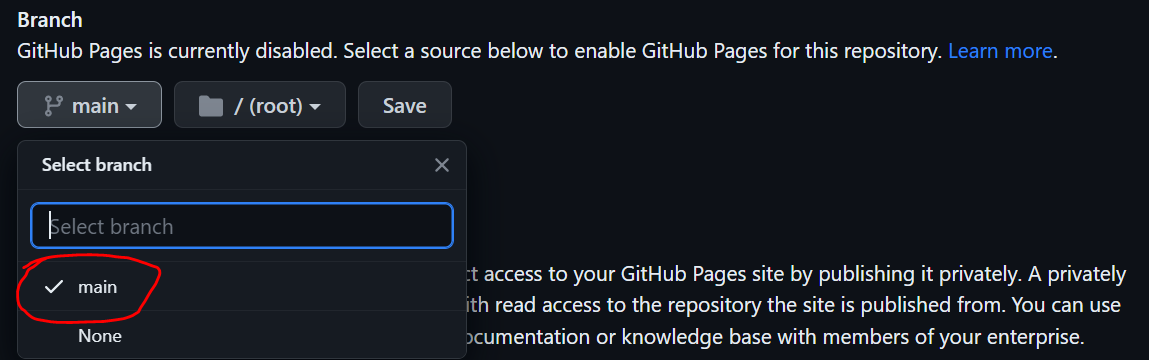 Branch
GitHub Pages is currently disabled. Select a source below to enable GitHub Pages for this repository. Learn more.
main
/ (root)
Save
Select branch
Select branch
main
None
access to your GitHub Pages site by publishing it privately. A privately
read access to the repository the site is published from. You can use
or knowledge base with members of your enterprise.